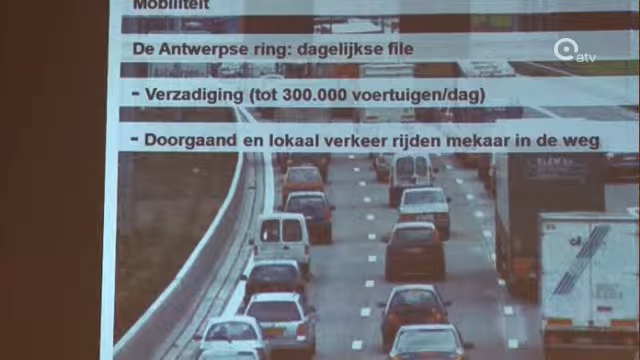 Mobiliteit
De Antwerpse ring: dagelijkse file
atv
- Verzadiging (tot 300.000 voertuigen/dag)
- Doorgaand en lokaal verkeer rijden mekaar in de weg